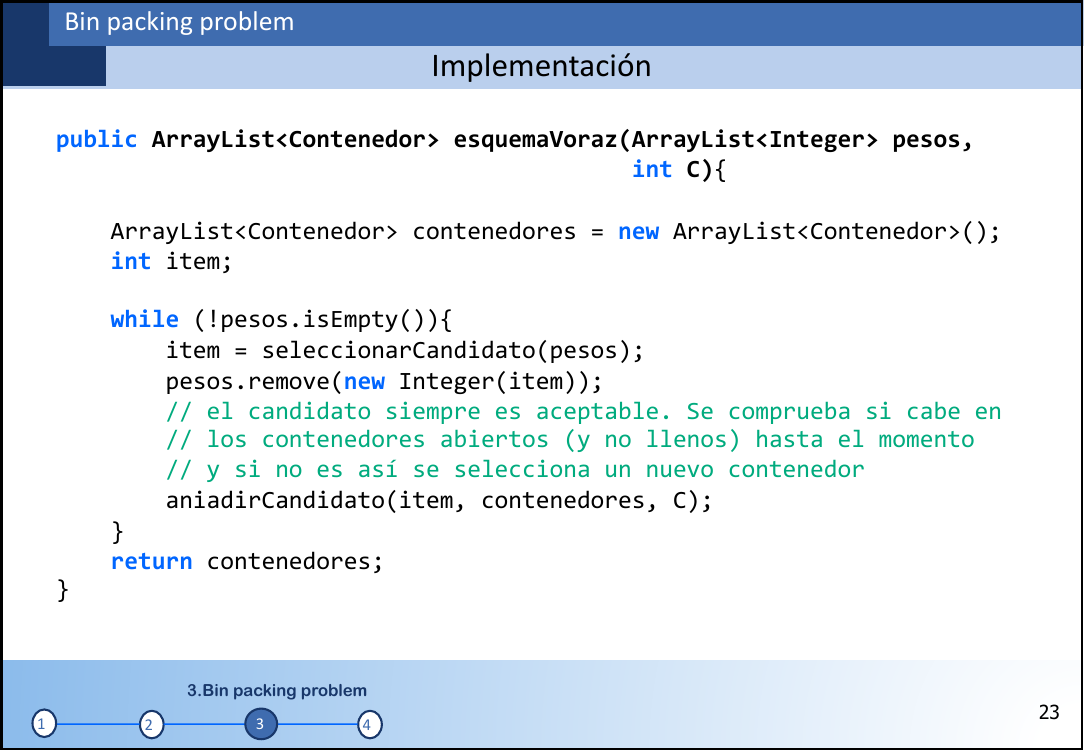 Bin packing problem
Implementación
public ArrayList<Contenedor> esquemaVoraz(ArrayList<Integer> pesos,
int C){
ArrayList<Contenedor> contenedores = new ArrayList<Contenedor>();
int item;
while (!pesos.isEmpty()){
item = seleccionarCandidato(pesos);
pesos.remove(new Integer(item));
// el candidato siempre es aceptable. Se comprueba si cabe en
// los contenedores abiertos (y no llenos) hasta el momento
// y si no es así se selecciona un nuevo contenedor
aniadirCandidato(item, contenedores, C);
}
return contenedores;
}
3.Bin packing problem
1 2 3 4
23